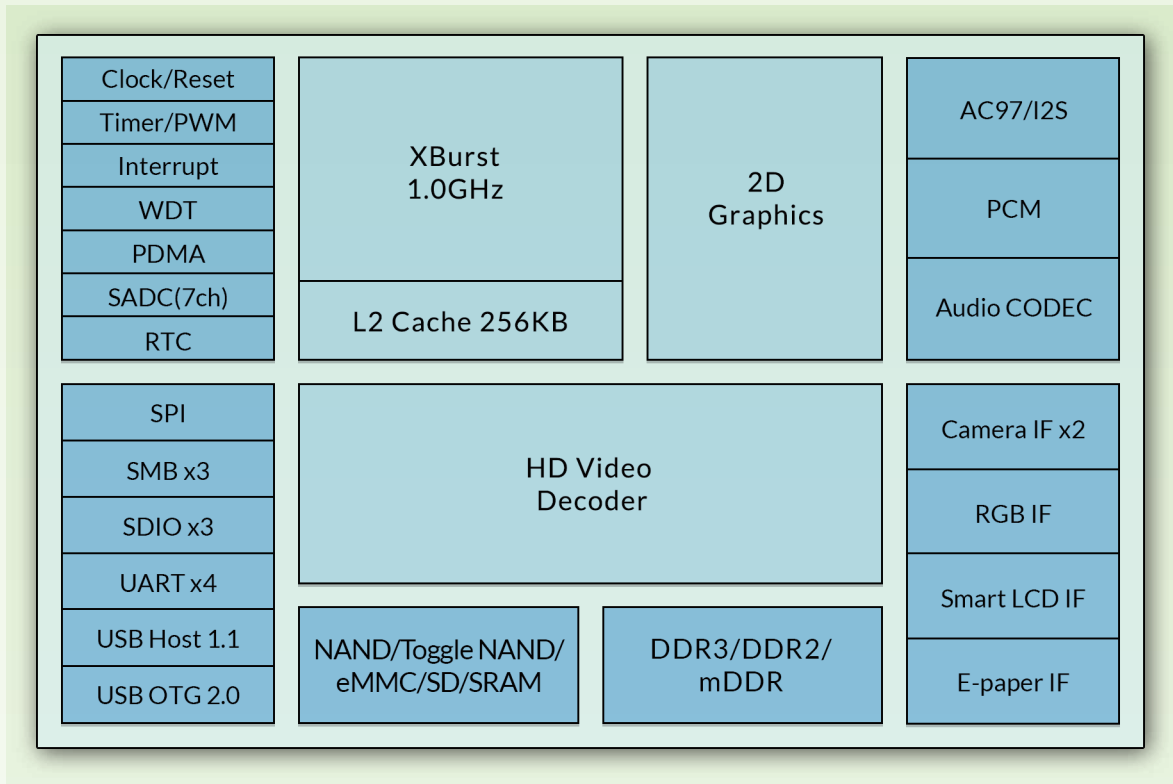 Clock/Reset
Timer/PWM
Interrupt
WDT
PDMA
SADC(7ch)
RTC
XBurst
1.0GHz
L2 Cache 256KB
2D
Graphics
AC97/I2S
PCM
Audio CODEC
SPI
SMB x3
SDIO x3
UART x4
USB Host 1.1
USB OTG 2.0
HD Video
Decoder
NAND/Toggle NAND/
eMMC/SD/SRAM
DDR3/DDR2/
mDDR
Camera IF x2
RGB IF
Smart LCD IF
E-paper IF